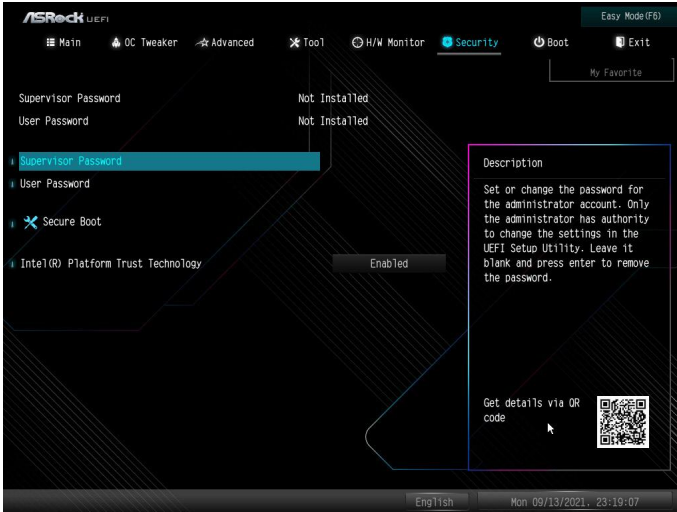 ASRock UEFI
Easy Mode(F6)
Main OC Tweaker Advanced Tool H/W Monitor Security Boot Exit
My Favorite
Supervisor Password Not Installed
User Password Not Installed
Supervisor Password
User Password
Secure Boot
Intel(R) Platform Trust Technology Enabled
Description
Set or change the password for
the administrator account. Only
the administrator has authority
to change the settings in the
UEFI Setup Utility. Leave it
blank and press enter to remove
the password.
Get details via QR
code
English Mon 09/13/2021. 23:19:07